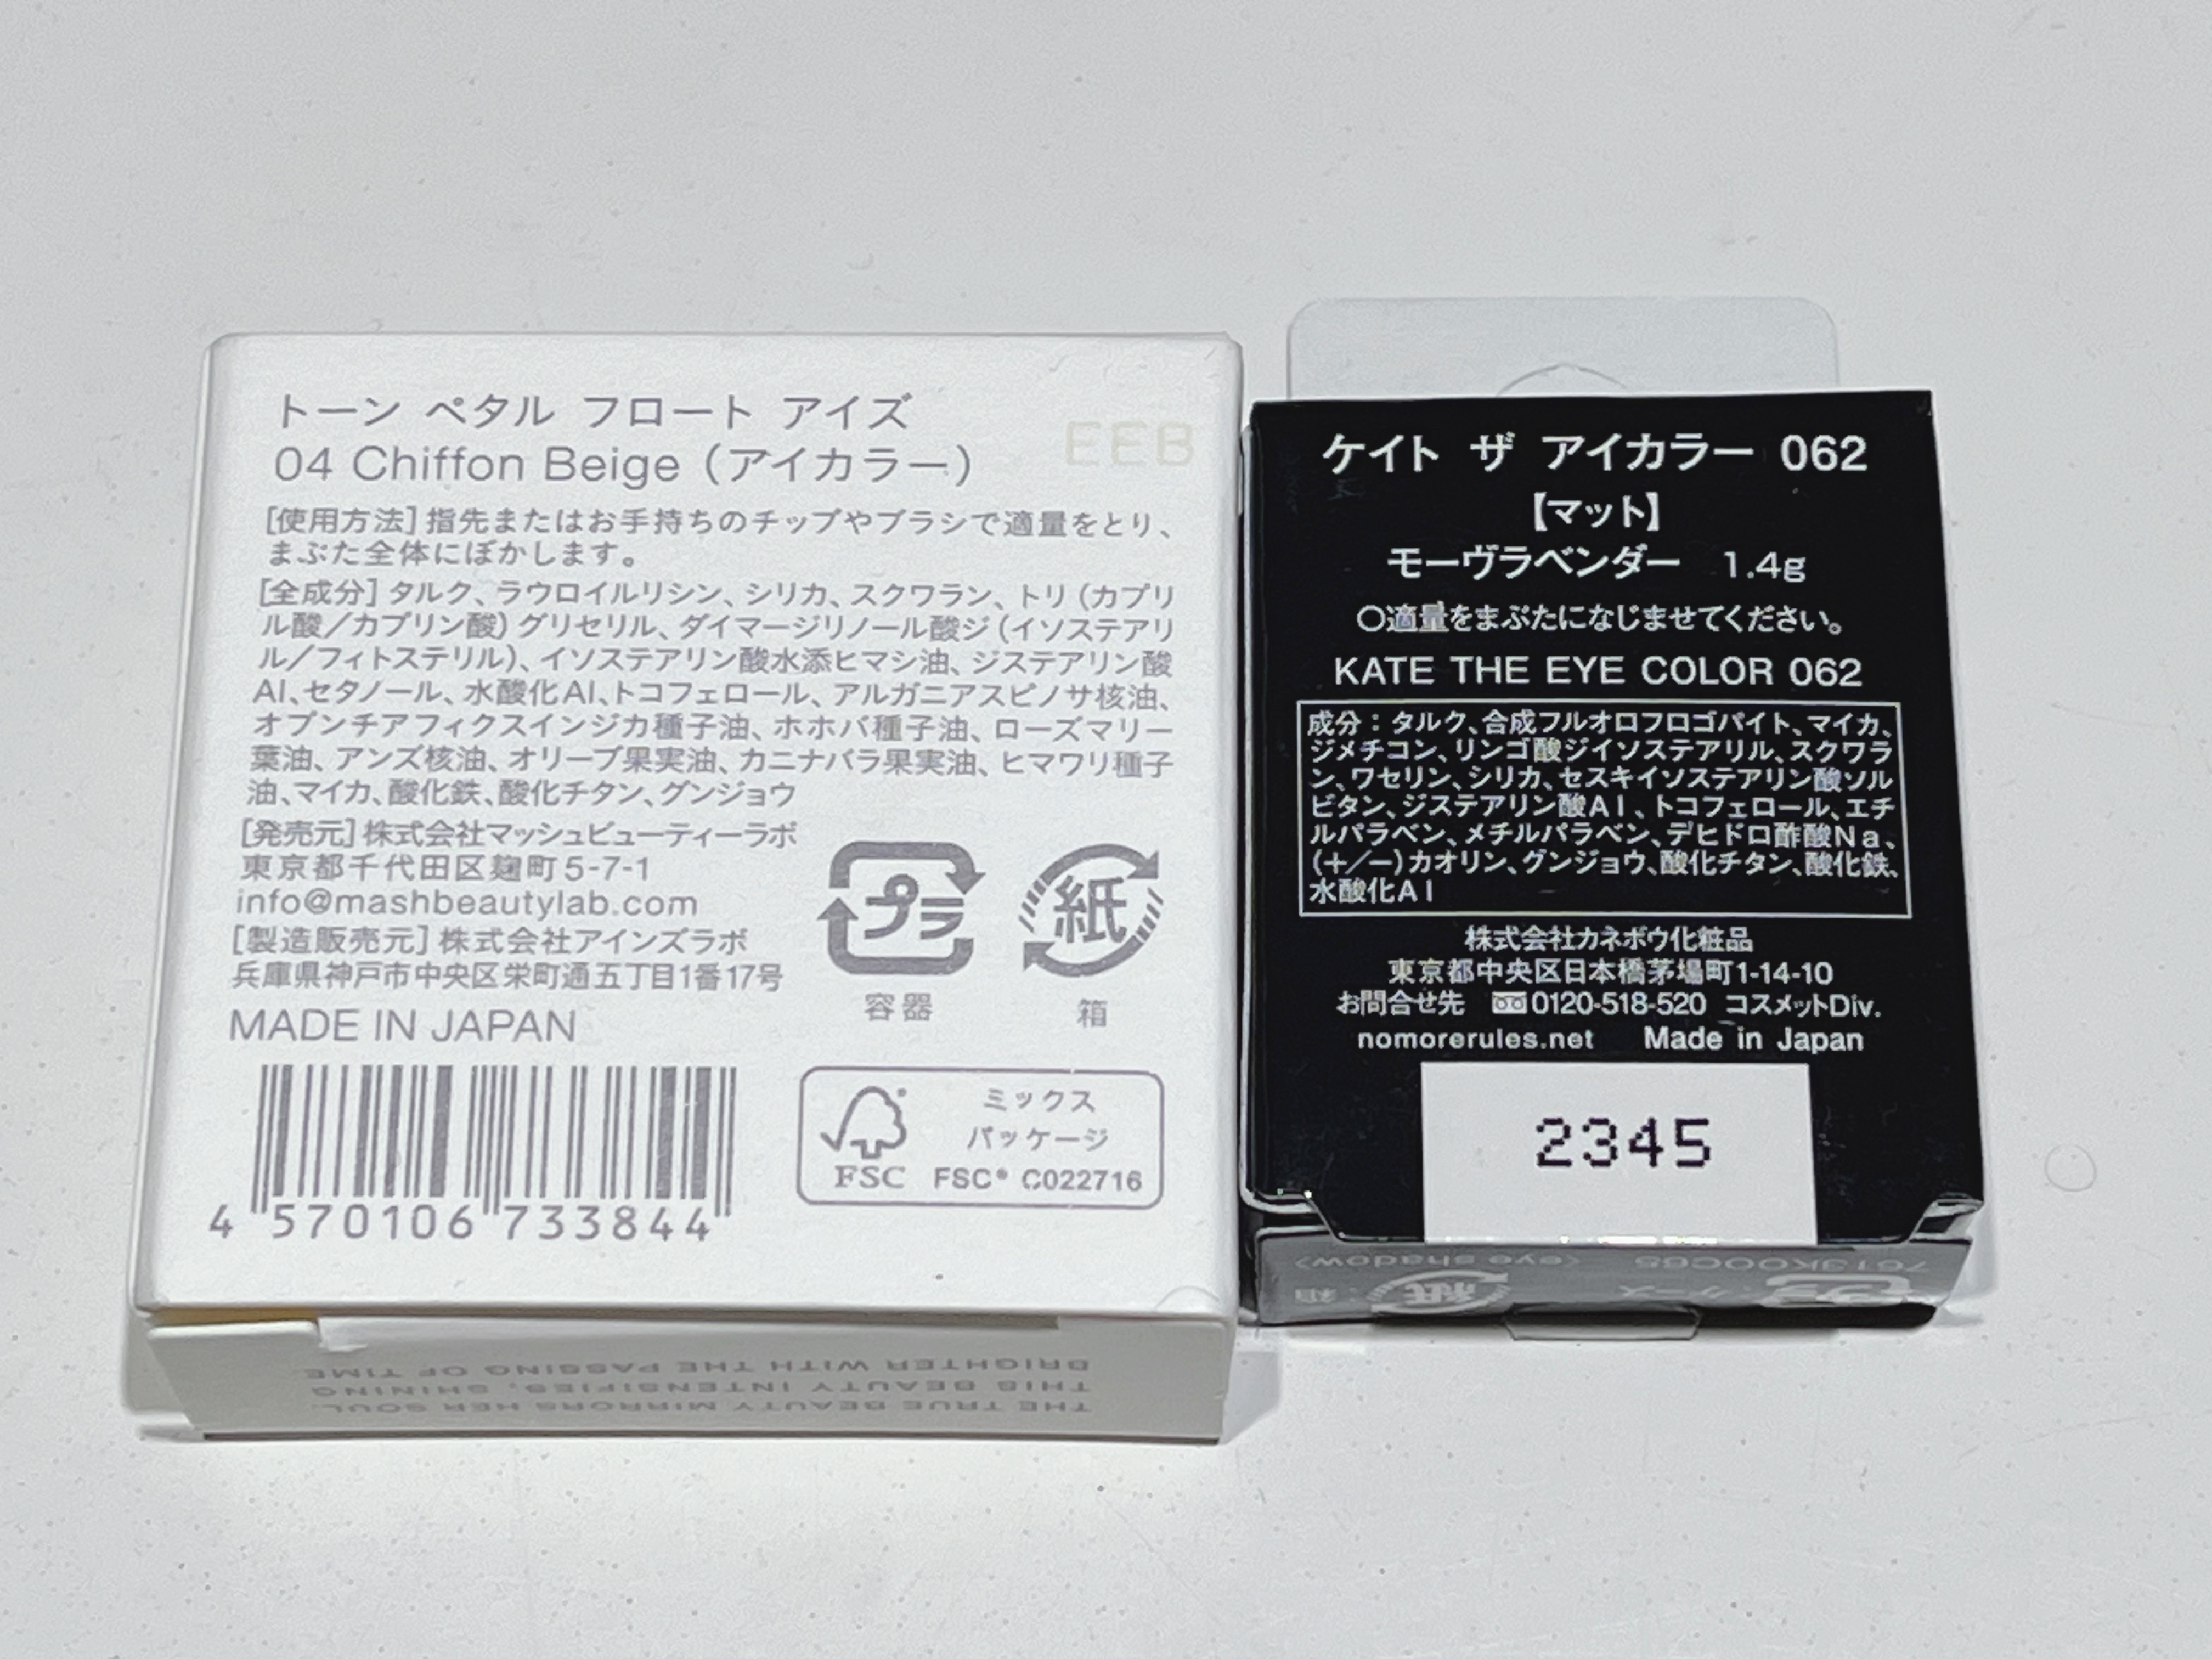 トーン ペタル フロート アイズ
04 Chiffon Beige（アイカラー）
EEB
[使用方法] 指先またはお手持ちのチップやブラシで適量をとり、
まぶた全体にぼかします。
[全成分] タルク、ラウロイルリシン、シリカ、スクワラン、トリ（カプリ
ル酸／カプリン酸）グリセリル、ダイマージリノール酸ジ（イソステアリ
ル／フィトステリル）、イソステアリン酸水添ヒマシ油、ジステアリン酸
Al、セタノール、水酸化Al、トコフェロール、アルガニアスピノサ核油、
オプンチアフィクスインジカ種子油、ホホバ種子油、ローズマリー
葉油、アンズ核油、オリーブ果実油、カニナバラ果実油、ヒマワリ種子
油、マイカ、酸化鉄、酸化チタン、グンジョウ
[発売元] 株式会社マッシュビューティーラボ
東京都千代田区麹町5-7-1
info@mashbeautylab.com
[製造販売元] 株式会社アインズラボ
兵庫県神戸市中央区栄町通五丁目1番17号
MADE IN JAPAN
プラ
容器
紙
箱
4 570106 733844
FSC
ミックス
パッケージ
FSC® C022716
THE TRUE BEAUTY MIRRORS HER SOUL.
THIS BEAUTY INTENSIFIES, SHINING
BRIGHTER WITH THE PASSING OF TIME
ケイト ザ アイカラー 062
【マット】
モーヴラベンダー 1.4g
○適量をまぶたになじませてください。
KATE THE EYE COLOR 062
成分：タルク、合成フルオロフロゴパイト、マイカ、
ジメチコン、リンゴ酸ジイソステアリル、スクワラ
ン、ワセリン、シリカ、セスキイソステアリン酸ソル
ビタン、ジステアリン酸Al、トコフェロール、エチ
ルパラベン、メチルパラベン、デヒドロ酢酸Na、
(+/−)カオリン、グンジョウ、酸化チタン、酸化鉄、
水酸化Al
株式会社カネボウ化粧品
東京都中央区日本橋茅場町1-14-10
お問合せ先 0120-518-520 コスメットDiv.
nomorerules.net Made in Japan
2345
7613K00C65 〈eye shadow〉
プラ ケース 紙 箱